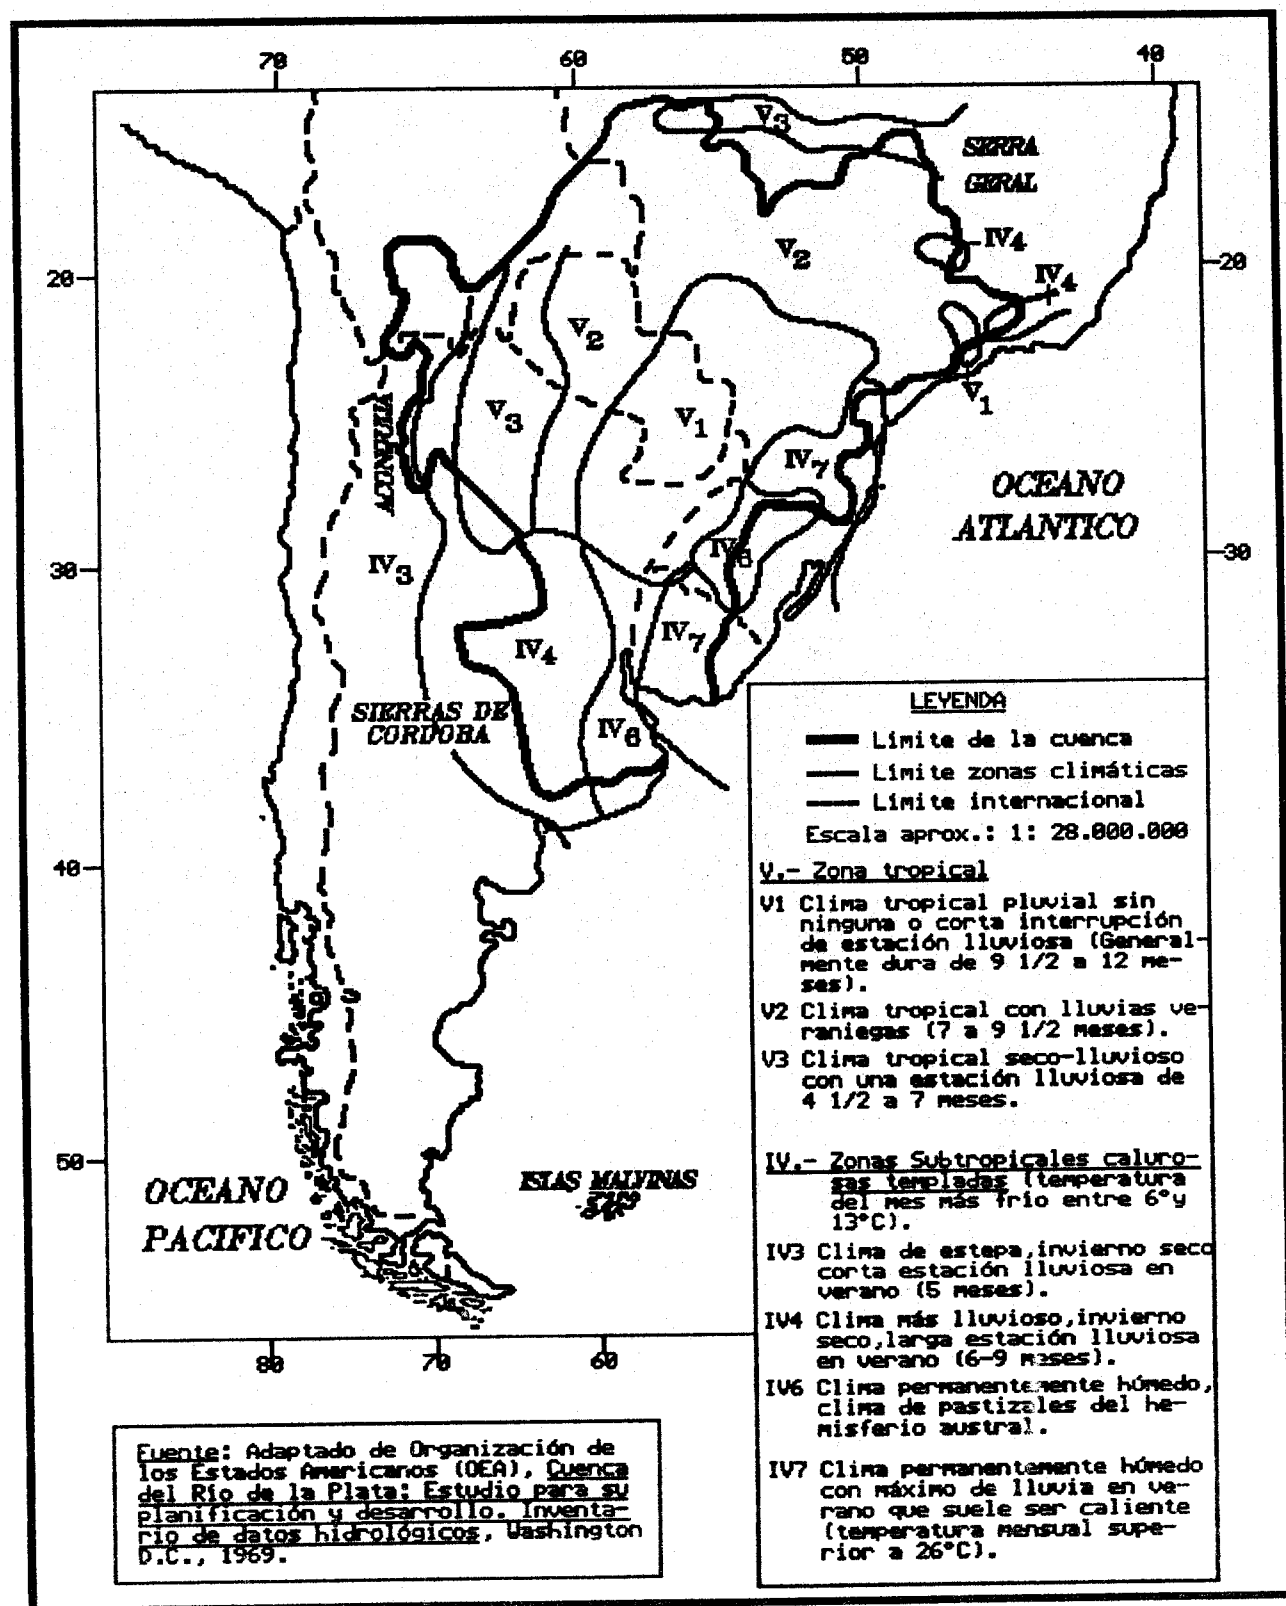 70 60 50 40
V3
SERRA
GERAL
IV4
V2
20
20
IV4
V2
V3
V1
V1
ACONQUIJA
IV7
OCEANO
ATLANTICO
IV6
30
30
IV3
IV7
IV4
SIERRAS DE
CORDOBA
IV6
40
50
ISLAS MALVINAS
OCEANO
PACIFICO
80 70 60
LEYENDA
Límite de la cuenca
Límite zonas climáticas
Límite internacional
Escala aprox.: 1: 28.000.000
V.- Zona tropical
V1 Clima tropical pluvial sin
ninguna o corta interrupción
de estación lluviosa (General-
mente dura de 9 1/2 a 12 me-
ses).
V2 Clima tropical con lluvias ve-
raniegas (7 a 9 1/2 meses).
V3 Clima tropical seco-lluvioso
con una estación lluviosa de
4 1/2 a 7 meses.
IV.- Zonas Subtropicales caluro-
sas templadas (temperatura
del mes más frío entre 6°y
13°C).
IV3 Clima de estepa,invierno seco
corta estación lluviosa en
verano (5 meses).
IV4 Clima más lluvioso,invierno
seco,larga estación lluviosa
en verano (6-9 meses).
IV6 Clima permanentemente húmedo,
clima de pastizales del he-
misferio austral.
IV7 Clima permanentemente húmedo
con máximo de lluvia en ve-
rano que suele ser caliente
(temperatura mensual supe-
rior a 26°C).
Fuente: Adaptado de Organización de
los Estados Americanos (OEA), Cuenca
del Río de la Plata: Estudio para su
planificación y desarrollo. Inventa-
rio de datos hidrológicos, Washington
D.C., 1969.